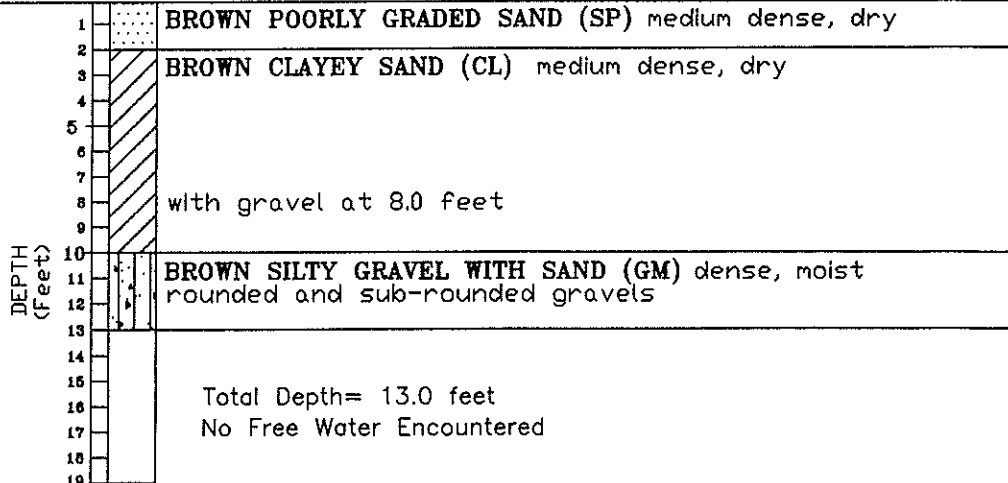 1 BROWN POORLY GRADED SAND (SP) medium dense, dry
2
3 BROWN CLAYEY SAND (CL) medium dense, dry
4
5
6
7
8 with gravel at 8.0 feet
9
10
11 BROWN SILTY GRAVEL WITH SAND (GM) dense, moist
12 rounded and sub-rounded gravels
13
14
15
16 Total Depth= 13.0 feet
17 No Free Water Encountered
18
19
DEPTH
(Feet)